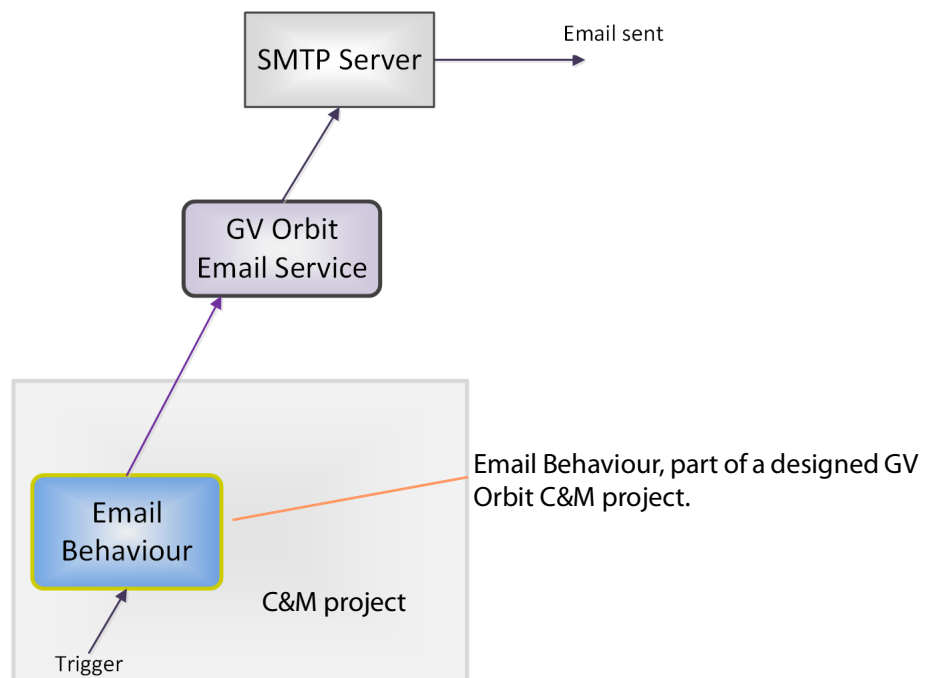 Email sent
SMTP Server
GV Orbit
Email Service
Email Behaviour, part of a designed GV
Orbit C&M project.
Email
Behaviour
C&M project
Trigger